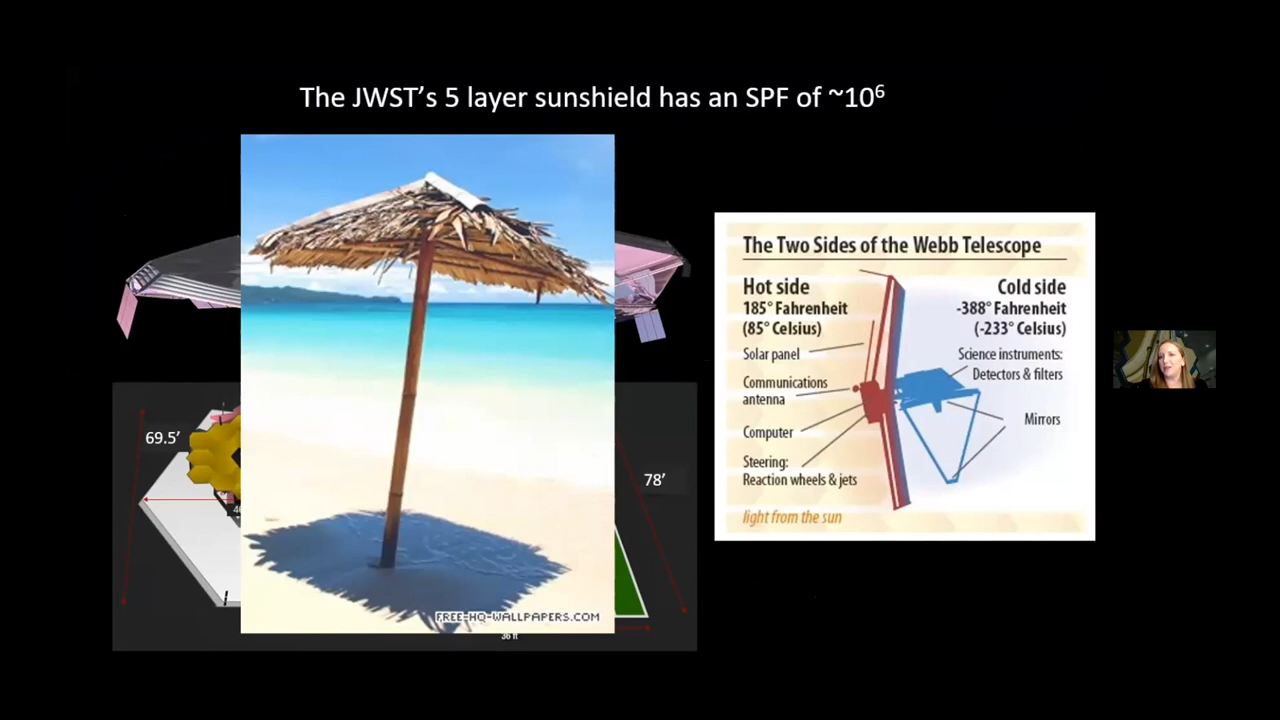 The JWST’s 5 layer sunshield has an SPF of ~10⁶
69.5’
78’
36 ft
FREE-HQ-WALLPAPERS.COM
The Two Sides of the Webb Telescope
Hot side
185° Fahrenheit
(85° Celsius)
Solar panel
Communications
antenna
Computer
Steering:
Reaction wheels & jets
light from the sun
Cold side
-388° Fahrenheit
(-233° Celsius)
Science instruments:
Detectors & filters
Mirrors